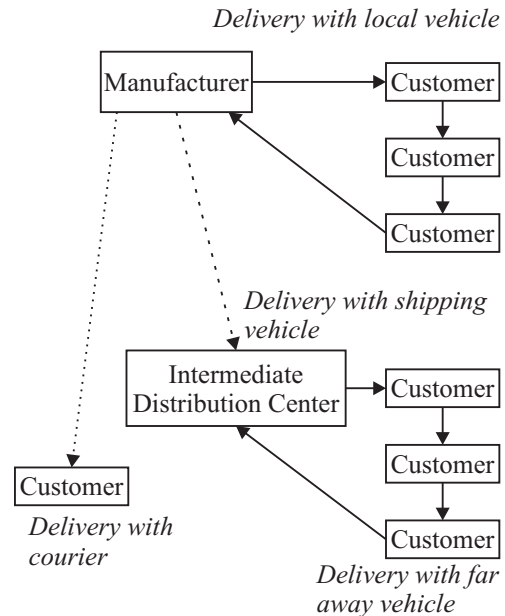 Delivery with local vehicle
Manufacturer
Customer
Customer
Customer
Delivery with shipping
vehicle
Intermediate
Distribution Center
Customer
Customer
Customer
Customer
Delivery with
courier
Delivery with far
away vehicle